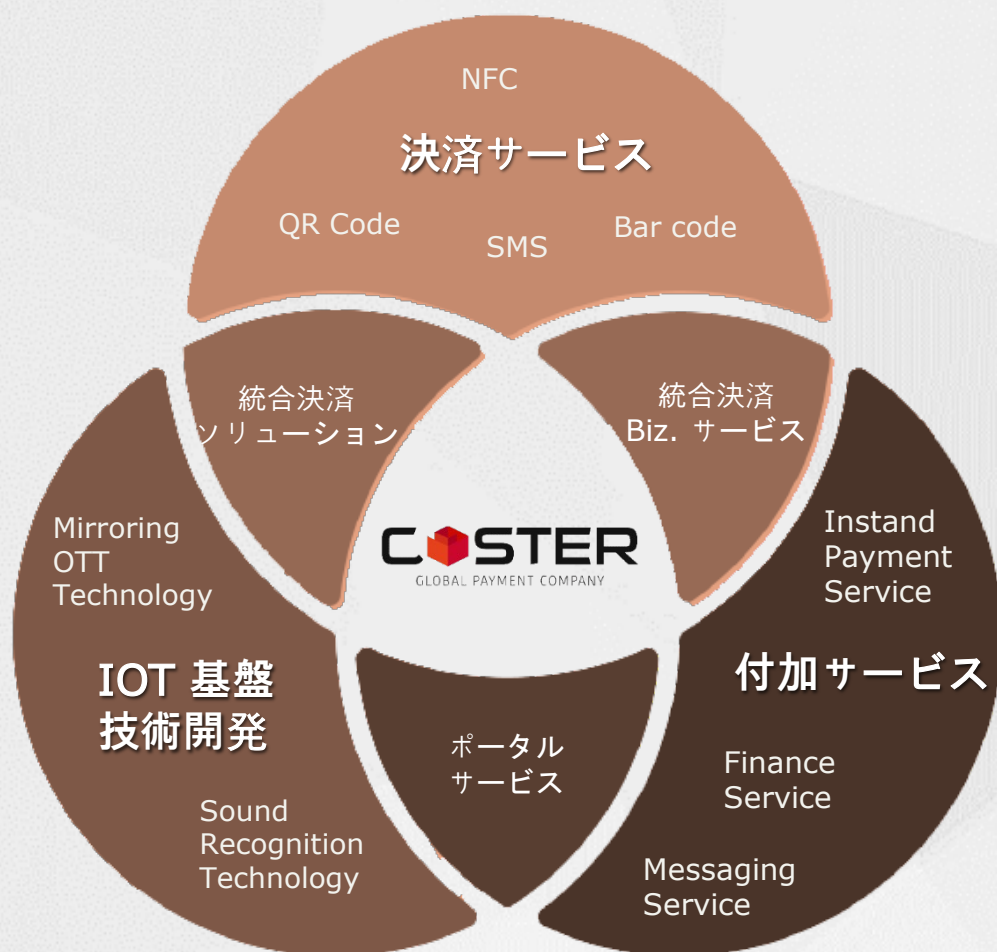 NFC
決済サービス
QR Code
SMS
Bar code
統合決済
ソリューション
統合決済
Biz. サービス
COSTER
GLOBAL PAYMENT COMPANY
Mirroring
OTT
Technology
IOT 基盤
技術開発
Sound
Recognition
Technology
ポータル
サービス
Instand
Payment
Service
付加サービス
Finance
Service
Messaging
Service